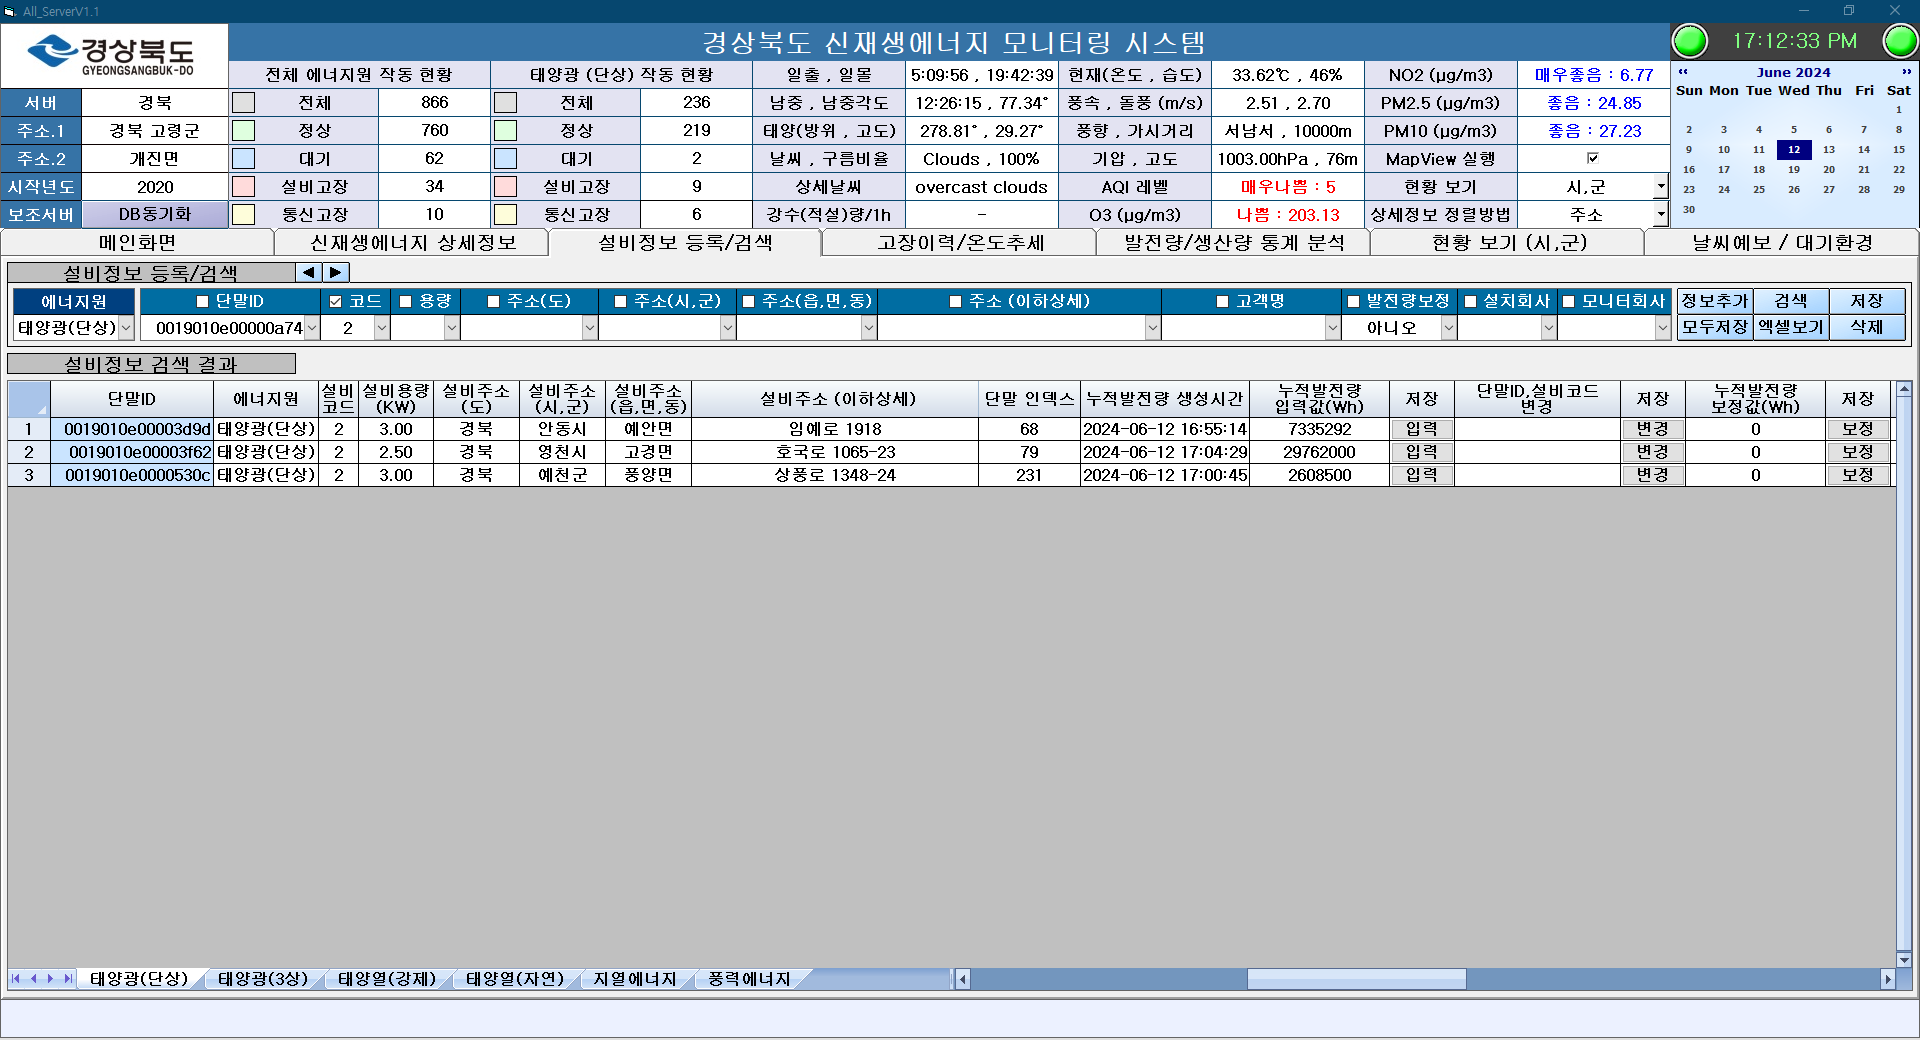 All_ServerV1.1
경상북도
GYEONGSANGBUK-DO
경상북도 신재생에너지 모니터링 시스템
17:12:33 PM
전체 에너지원 작동 현황 태양광 (단상) 작동 현황 일출 , 일몰 5:09:56 , 19:42:39 현재(온도 , 습도) 33.62℃ , 46% NO2 (µg/m3) 매우좋음 : 6.77
서버 경북 전체 866 전체 236 남중 , 남중각도 12:26:15 , 77.34° 풍속 , 돌풍 (m/s) 2.51 , 2.70 PM2.5 (µg/m3) 좋음 : 24.85
주소.1 경북 고령군 정상 760 정상 219 태양(방위 , 고도) 278.81° , 29.27° 풍향 , 가시거리 서남서 , 10000m PM10 (µg/m3) 좋음 : 27.23
주소.2 개진면 대기 62 대기 2 날씨 , 구름비율 Clouds , 100% 기압 , 고도 1003.00hPa , 76m MapView 실행
시작년도 2020 설비고장 34 설비고장 9 상세날씨 overcast clouds AQI 레벨 매우나쁨 : 5 현황 보기 시,군
보조서버 DB동기화 통신고장 10 통신고장 6 강수(적설)량/1h - O3 (µg/m3) 나쁨 : 203.13 상세정보 정렬방법 주소
‹‹ June 2024 ››
Sun Mon Tue Wed Thu Fri Sat
1
2 3 4 5 6 7 8
9 10 11 12 13 14 15
16 17 18 19 20 21 22
23 24 25 26 27 28 29
30
메인화면 신재생에너지 상세정보 설비정보 등록/검색 고장이력/온도추세 발전량/생산량 통계 분석 현황 보기 (시,군) 날씨예보 / 대기환경
설비정보 등록/검색
에너지원 단말ID 코드 용량 주소(도) 주소(시,군) 주소(읍,면,동) 주소 (이하상세) 고객명 발전량보정 설치회사 모니터회사 정보추가 검색 저장
태양광(단상) 0019010e00000a74 2 아니오 모두저장 엑셀보기 삭제
설비정보 검색 결과
단말ID 에너지원 설비 코드 설비용량 (KW) 설비주소 (도) 설비주소 (시,군) 설비주소 (읍,면,동) 설비주소 (이하상세) 단말 인덱스 누적발전량 생성시간 누적발전량 입력값(Wh) 저장 단말ID,설비코드 변경 저장 누적발전량 보정값(Wh) 저장
1 0019010e00003d9d 태양광(단상) 2 3.00 경북 안동시 예안면 임예로 1918 68 2024-06-12 16:55:14 7335292 입력 변경 0 보정
2 0019010e00003f62 태양광(단상) 2 2.50 경북 영천시 고경면 호국로 1065-23 79 2024-06-12 17:04:29 29762000 입력 변경 0 보정
3 0019010e0000530c 태양광(단상) 2 3.00 경북 예천군 풍양면 상풍로 1348-24 231 2024-06-12 17:00:45 2608500 입력 변경 0 보정
태양광(단상) 태양광(3상) 태양열(강제) 태양열(자연) 지열에너지 풍력에너지